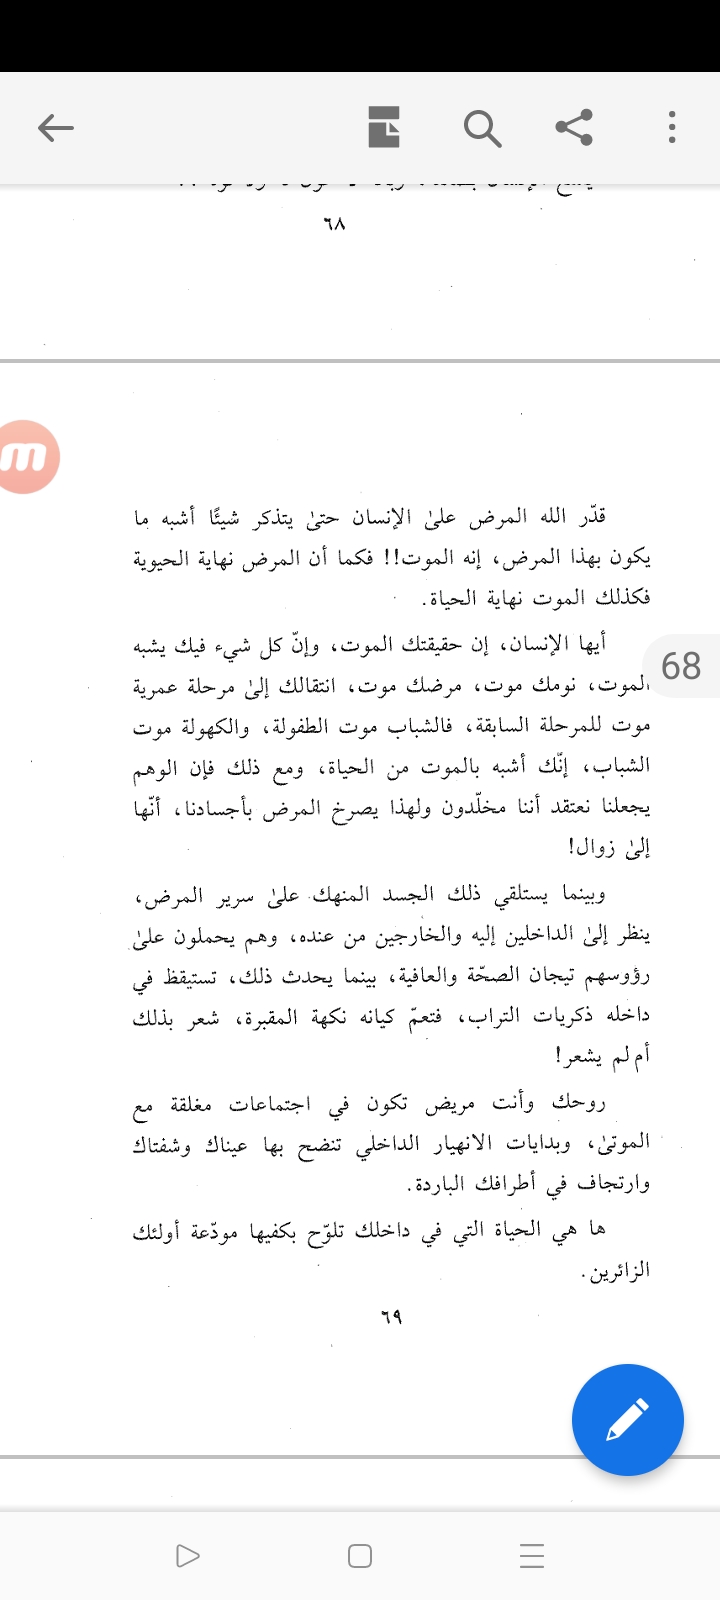 ٦٨
قدّر الله المرض علىٰ الإنسان حتىٰ يتذكر شيئًا أشبه ما
يكون بهذا المرض، إنه الموت!! فكما أن المرض نهاية الحيوية
فكذلك الموت نهاية الحياة.
أيها الإنسان، إن حقيقتك الموت، وإنّ كل شيء فيك يشبه
الموت، نومك موت، مرضك موت، انتقالك إلىٰ مرحلة عمرية
68
موت للمرحلة السابقة، فالشباب موت الطفولة، والكهولة موت
الشباب، إنّك أشبه بالموت من الحياة، ومع ذلك فإن الوهم
يجعلنا نعتقد أننا مخلّدون ولهذا يصرخ المرض بأجسادنا، أنّها
إلىٰ زوال!
وبينما يستلقي ذلك الجسد المنهك علىٰ سرير المرض،
ينظر إلىٰ الداخلين إليه والخارجين من عنده، وهم يحملون علىٰ
رؤوسهم تيجان الصحّة والعافية، بينما يحدث ذلك، تستيقظ في
داخله ذكريات التراب، فتعمّ كيانه نكهة المقبرة، شعر بذلك
أم لم يشعر!
روحك وأنت مريض تكون في اجتماعات مغلقة مع
الموتىٰ، وبدايات الانهيار الداخلي تنضح بها عيناك وشفتاك
وارتجاف في أطرافك الباردة.
ها هي الحياة التي في داخلك تلوّح بكفيها مودّعة أولئك
الزائرين.
٦٩